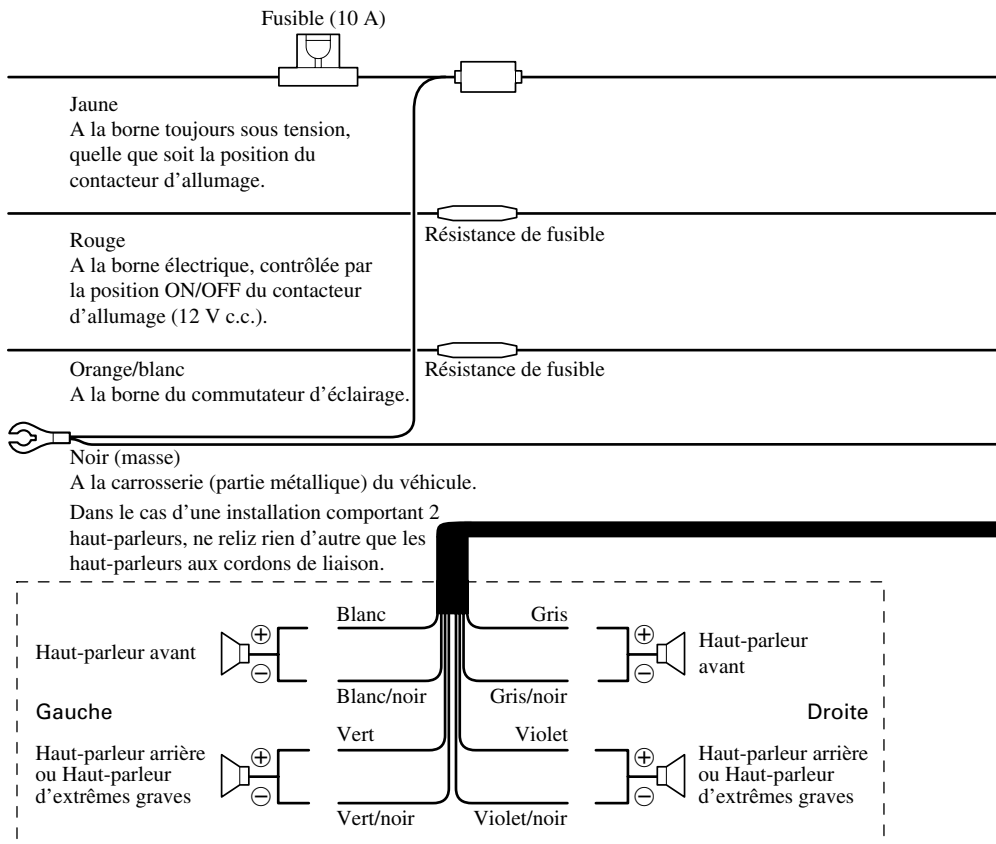 Fusible (10 A)
Jaune
A la borne toujours sous tension,
quelle que soit la position du
contacteur d'allumage.
Résistance de fusible
Rouge
A la borne électrique, contrôlée par
la position ON/OFF du contacteur
d'allumage (12 V c.c.).
Résistance de fusible
Orange/blanc
A la borne du commutateur d'éclairage.
Noir (masse)
A la carrosserie (partie métallique) du véhicule.
Dans le cas d'une installation comportant 2
haut-parleurs, ne reliz rien d'autre que les
haut-parleurs aux cordons de liaison.
Blanc
Gris
Haut-parleur avant
⊕
⊖
⊕
⊖
Haut-parleur
avant
Blanc/noir
Gris/noir
Gauche
Droite
Vert
Violet
Haut-parleur arrière
ou Haut-parleur
d'extrêmes graves
⊕
⊖
⊕
⊖
Haut-parleur arrière
ou Haut-parleur
d'extrêmes graves
Vert/noir
Violet/noir